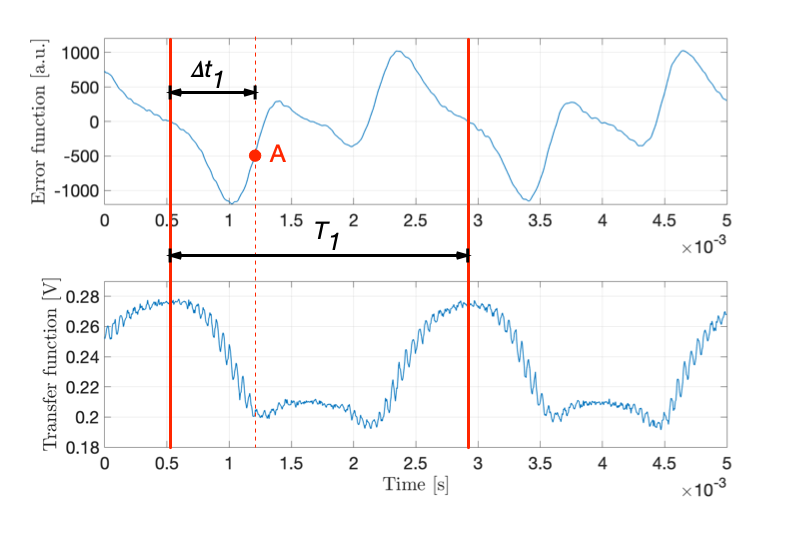 Error function [a.u.]
1000
500
0
-500
-1000
Δt1
A
0 0.5 1 1.5 2 2.5 3 3.5 4 4.5 5
×10-3
T1
Transfer function [V]
0.28
0.26
0.24
0.22
0.2
0.18
0 0.5 1 1.5 2 2.5 3 3.5 4 4.5 5
Time [s]
×10-3